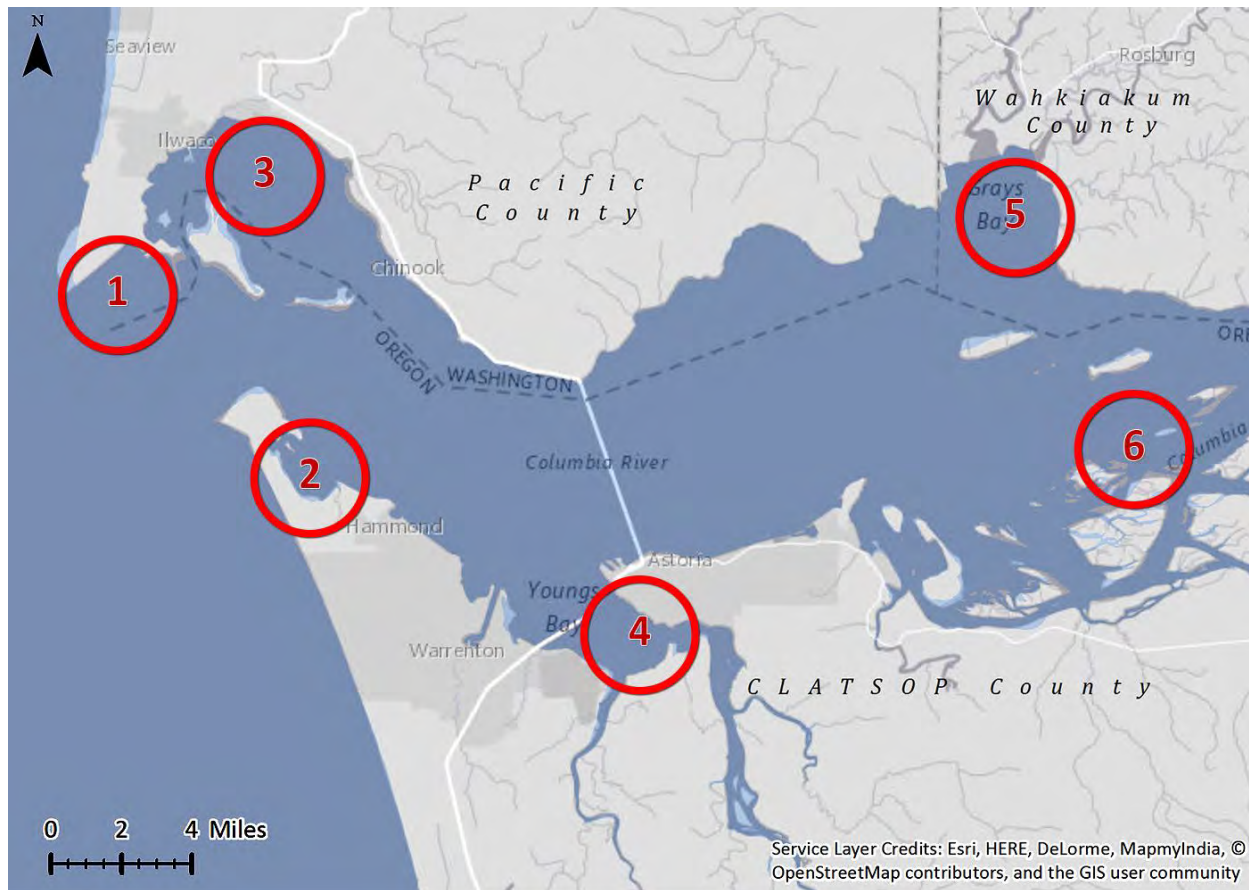 N
Seaview
Rosburg
Wahkiakum
County
Ilwaco
3
Pacific
County
Grays
Bay
5
1
Chinook
OREGON
WASHINGTON
ORE
2
Columbia River
6
Columbia
Hammond
Astoria
Youngs
Bay
4
Warrenton
CLATSOP County
0 2 4 Miles
Service Layer Credits: Esri, HERE, DeLorme, MapmyIndia, ©
OpenStreetMap contributors, and the GIS user community